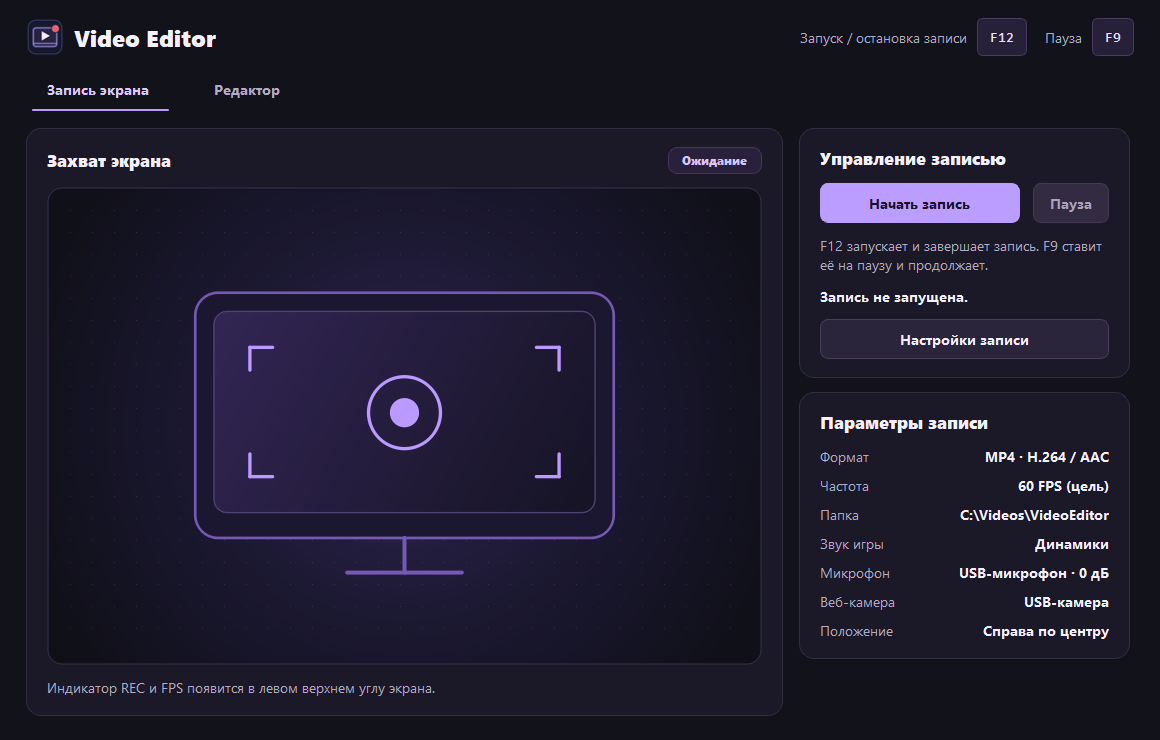 Video Editor
Запуск / остановка записи F12 Пауза F9
Запись экрана Редактор
Захват экрана
Ожидание
Индикатор REC и FPS появится в левом верхнем углу экрана.
Управление записью
Начать запись Пауза
F12 запускает и завершает запись. F9 ставит
её на паузу и продолжает.
Запись не запущена.
Настройки записи
Параметры записи
Формат MP4 · H.264 / AAC
Частота 60 FPS (цель)
Папка C:\Videos\VideoEditor
Звук игры Динамики
Микрофон USB-микрофон · 0 дБ
Веб-камера USB-камера
Положение Справа по центру